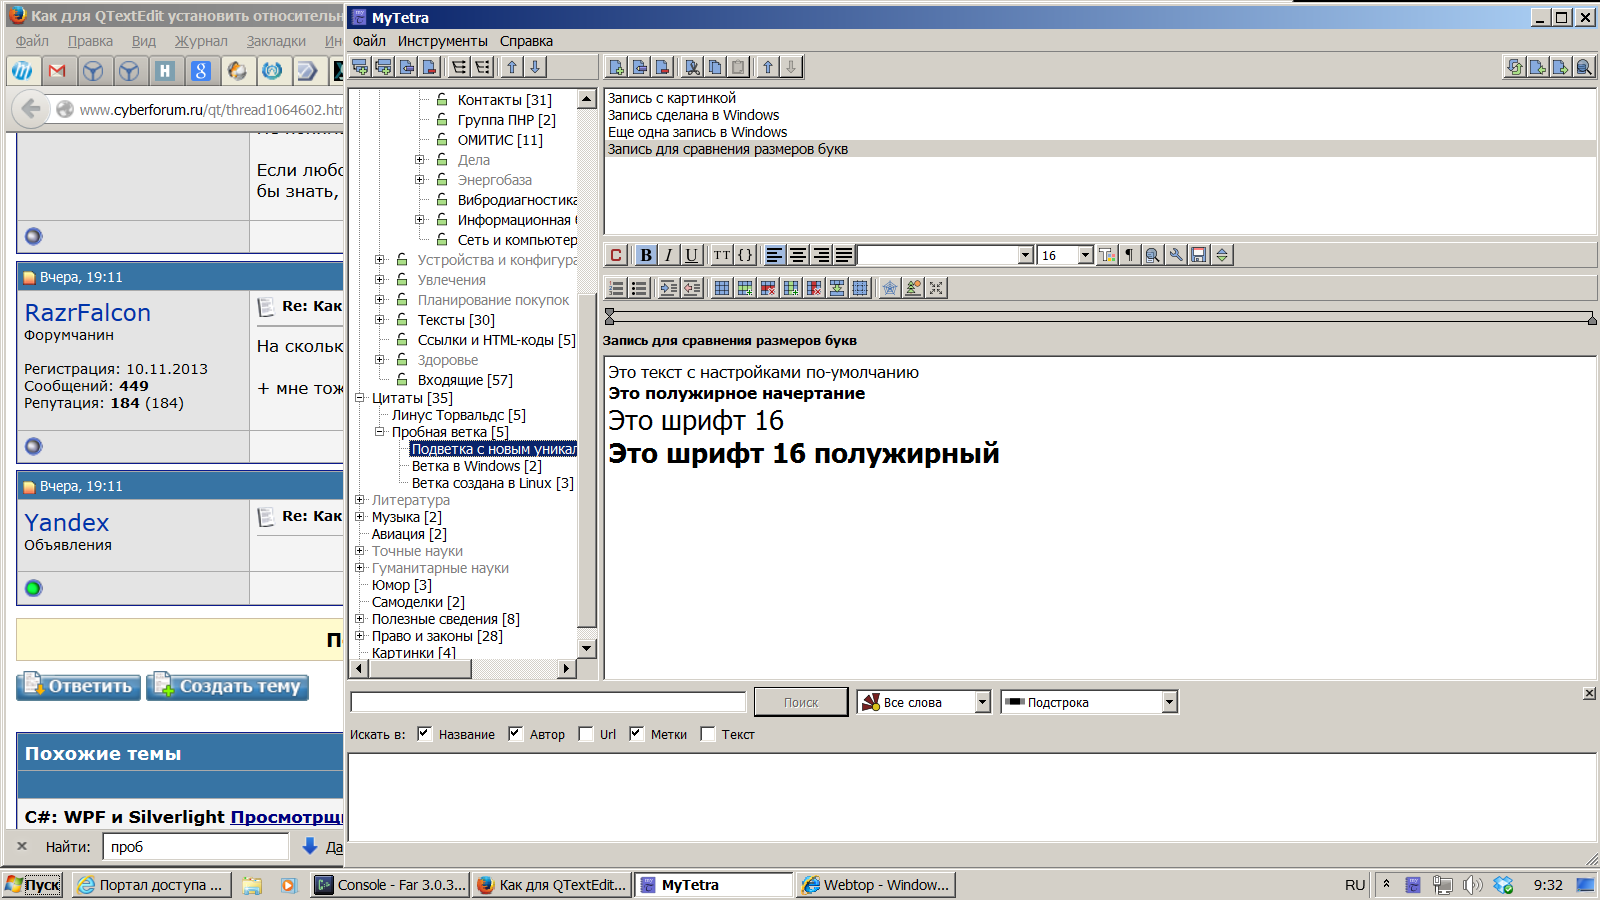 Как для QTextEdit установить относительн
Файл Правка Вид Журнал Закладки Ин
www.cyberforum.ru/qt/thread1064602.htm
Если любо
бы знать,
Вчера, 19:11
RazrFalcon
Форумчанин
Re: Как
Регистрация: 10.11.2013
Сообщений: 449
Репутация: 184 (184)
На сколь
+ мне тож
Вчера, 19:11
Yandex
Объявления
Re: Как
Ответить Создать тему
Похожие темы
C#: WPF и Silverlight Просмотрщ
Найти: проб Да
MyTetra
Файл Инструменты Справка
Контакты [31]
Группа ПНР [2]
ОМИТИС [11]
Дела
Энергобаза
Вибродиагностика
Информационная б
Сеть и компьютер
Устройства и конфигура
Увлечения
Планирование покупок
Тексты [30]
Ссылки и HTML-коды [5]
Здоровье
Входящие [57]
Цитаты [35]
Линус Торвальдс [5]
Пробная ветка [5]
Подветка с новым уникал
Ветка в Windows [2]
Ветка создана в Linux [3]
Литература
Музыка [2]
Авиация [2]
Точные науки
Гуманитарные науки
Юмор [3]
Самоделки [2]
Полезные сведения [8]
Право и законы [28]
Картинки [4]
Запись с картинкой
Запись сделана в Windows
Еще одна запись в Windows
Запись для сравнения размеров букв
C B I U TT {} 16
Запись для сравнения размеров букв
Это текст с настройками по-умолчанию
Это полужирное начертание
Это шрифт 16
Это шрифт 16 полужирный
Поиск Все слова Подстрока
Искать в: Название Автор Url Метки Текст
Пуск Портал доступа ... Console - Far 3.0.3... Как для QTextEdit... MyTetra Webtop - Window... RU 9:32